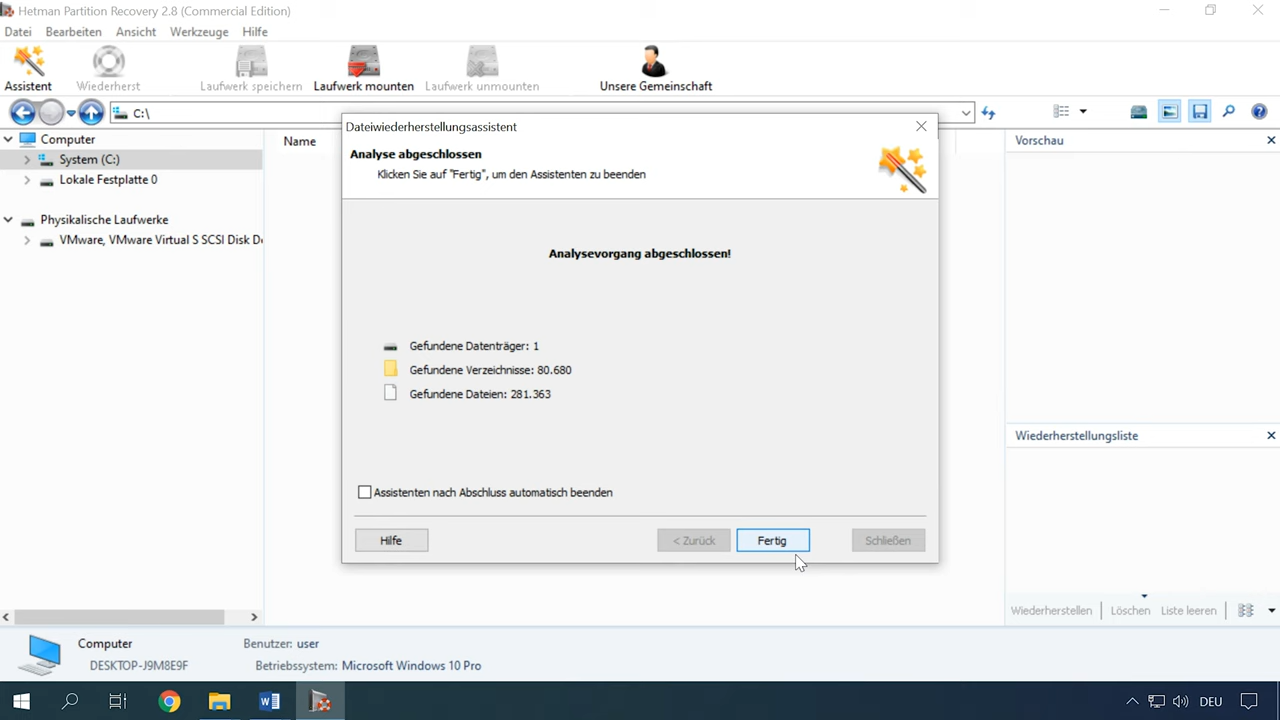 Hetman Partition Recovery 2.8 (Commercial Edition)
Datei Bearbeiten Ansicht Werkzeuge Hilfe
Assistent Wiederherst Laufwerk speichern Laufwerk mounten Laufwerk unmounten Unsere Gemeinschaft
C:\
Computer
System (C:)
Lokale Festplatte 0
Physikalische Laufwerke
VMware, VMware Virtual S SCSI Disk De
Name
Dateiwiederherstellungsassistent
Analyse abgeschlossen
Klicken Sie auf "Fertig", um den Assistenten zu beenden
Analysevorgang abgeschlossen!
Gefundene Datenträger: 1
Gefundene Verzeichnisse: 80.680
Gefundene Dateien: 281.363
Assistenten nach Abschluss automatisch beenden
Hilfe < Zurück Fertig Schließen
Vorschau
Wiederherstellungsliste
Wiederherstellen Löschen Liste leeren
Computer Benutzer: user
DESKTOP-J9M8E9F Betriebssystem: Microsoft Windows 10 Pro
DEU